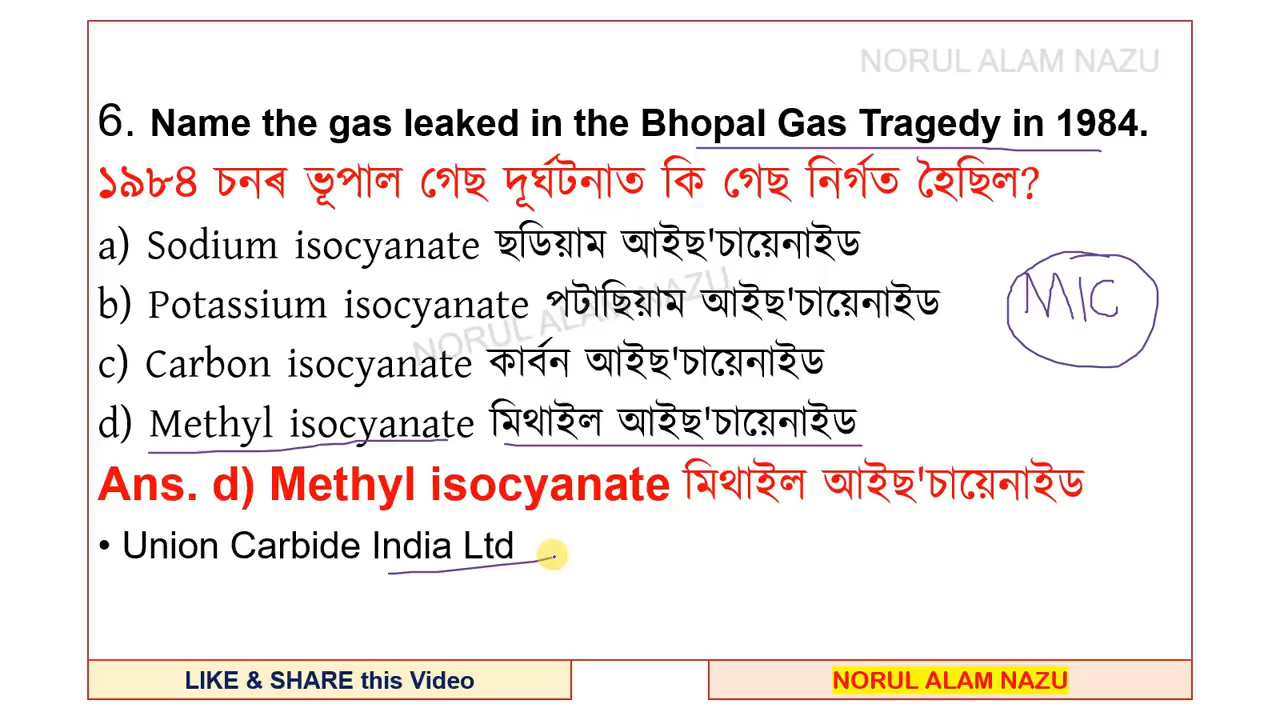 NORUL ALAM NAZU
6. Name the gas leaked in the Bhopal Gas Tragedy in 1984.
১৯৮৪ চনৰ ভূপাল গেছ দূৰ্ঘটনাত কি গেছ নিৰ্গত হৈছিল?
a) Sodium isocyanate ছডিয়াম আইছ'চায়েনাইড
b) Potassium isocyanate পটাছিয়াম আইছ'চায়েনাইড
MIC
NORUL ALAM NAZU
c) Carbon isocyanate কাৰ্বন আইছ'চায়েনাইড
d) Methyl isocyanate মিথাইল আইছ'চায়েনাইড
Ans. d) Methyl isocyanate মিথাইল আইছ'চায়েনাইড
• Union Carbide India Ltd
LIKE & SHARE this Video
NORUL ALAM NAZU